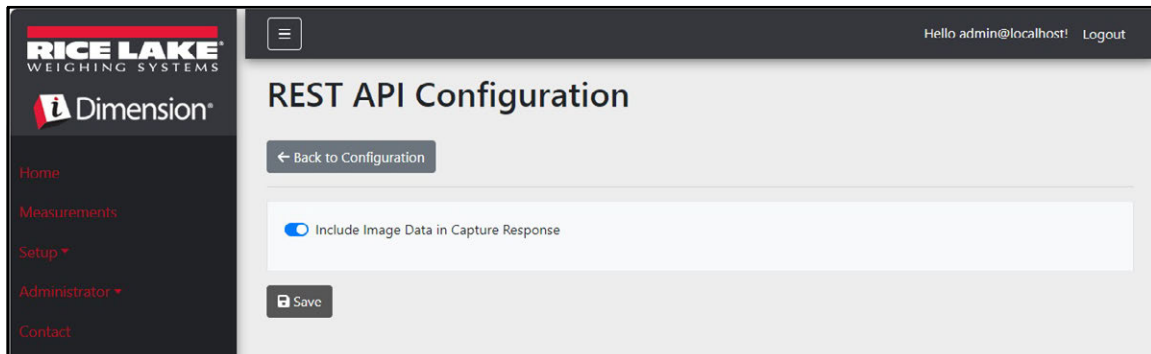 RICE LAKE®
WEIGHING SYSTEMS
i Dimension®
Home
Measurements
Setup
Administrator
Contact
Hello admin@localhost! Logout
REST API Configuration
← Back to Configuration
Include Image Data in Capture Response
Save